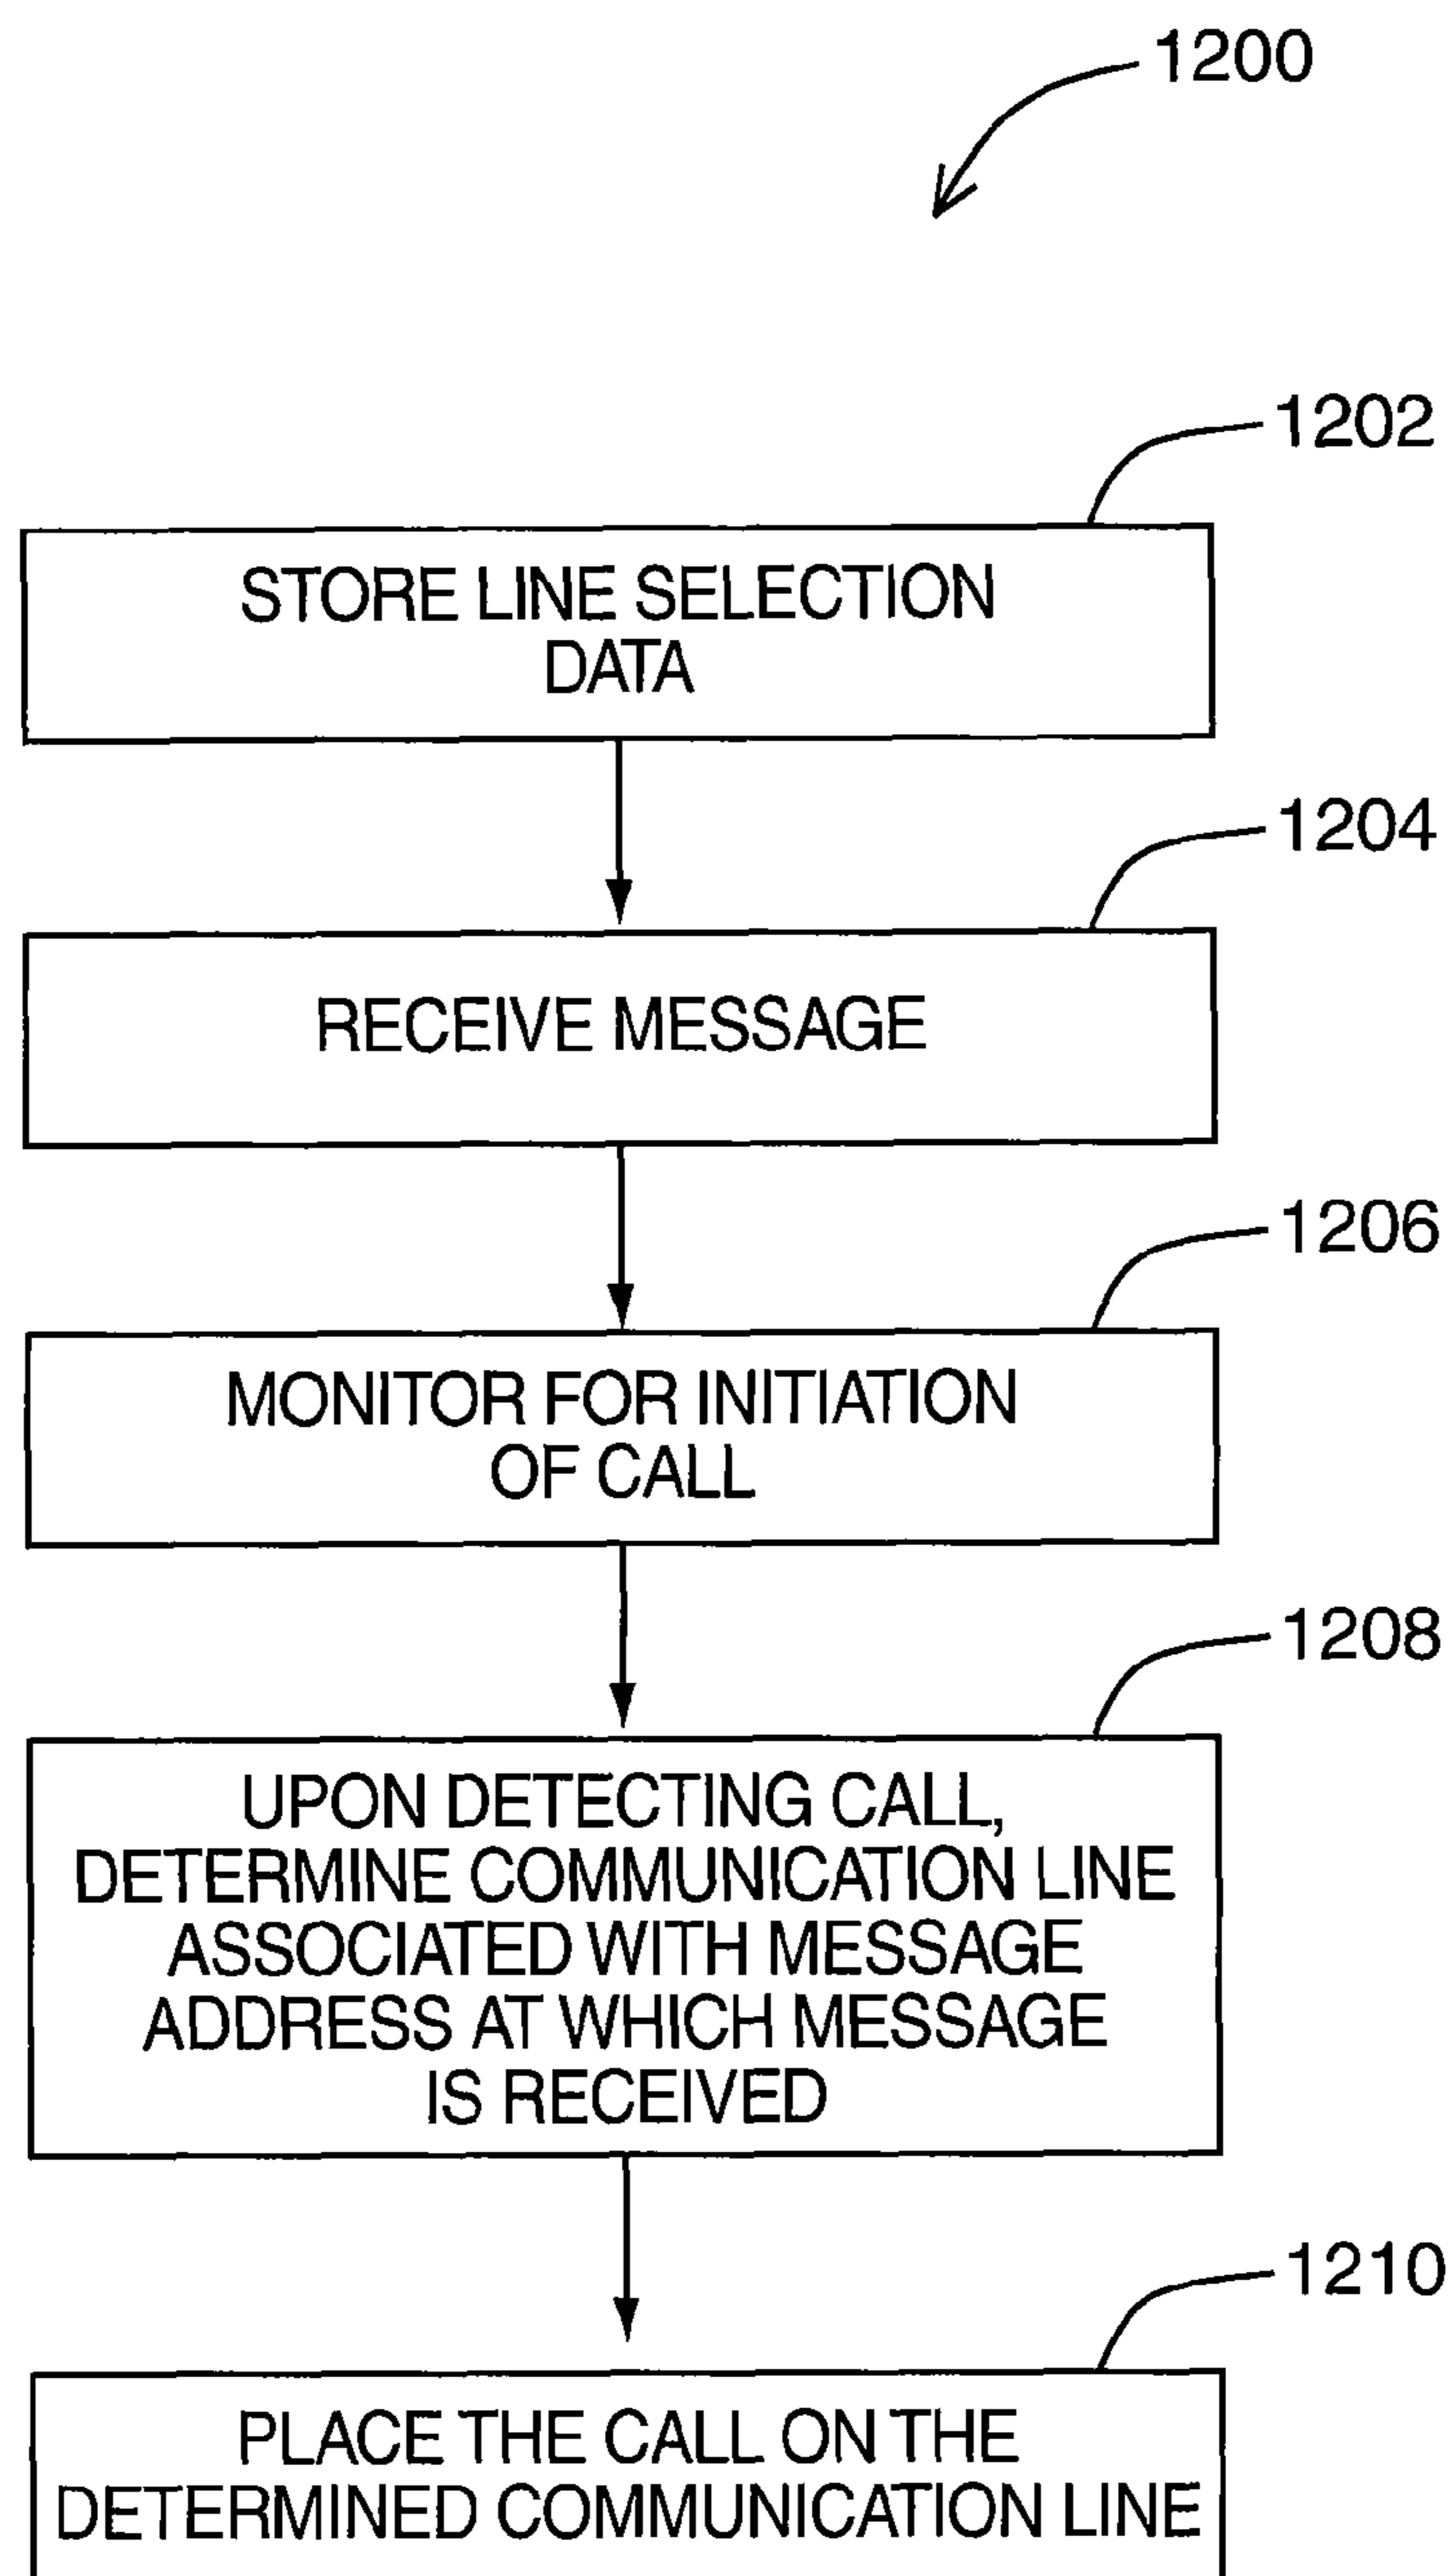 1200
1202
STORE LINE SELECTION
DATA
1204
RECEIVE MESSAGE
1206
MONITOR FOR INITIATION
OF CALL
1208
UPON DETECTING CALL,
DETERMINE COMMUNICATION LINE
ASSOCIATED WITH MESSAGE
ADDRESS AT WHICH MESSAGE
IS RECEIVED
1210
PLACE THE CALL ON THE
DETERMINED COMMUNICATION LINE